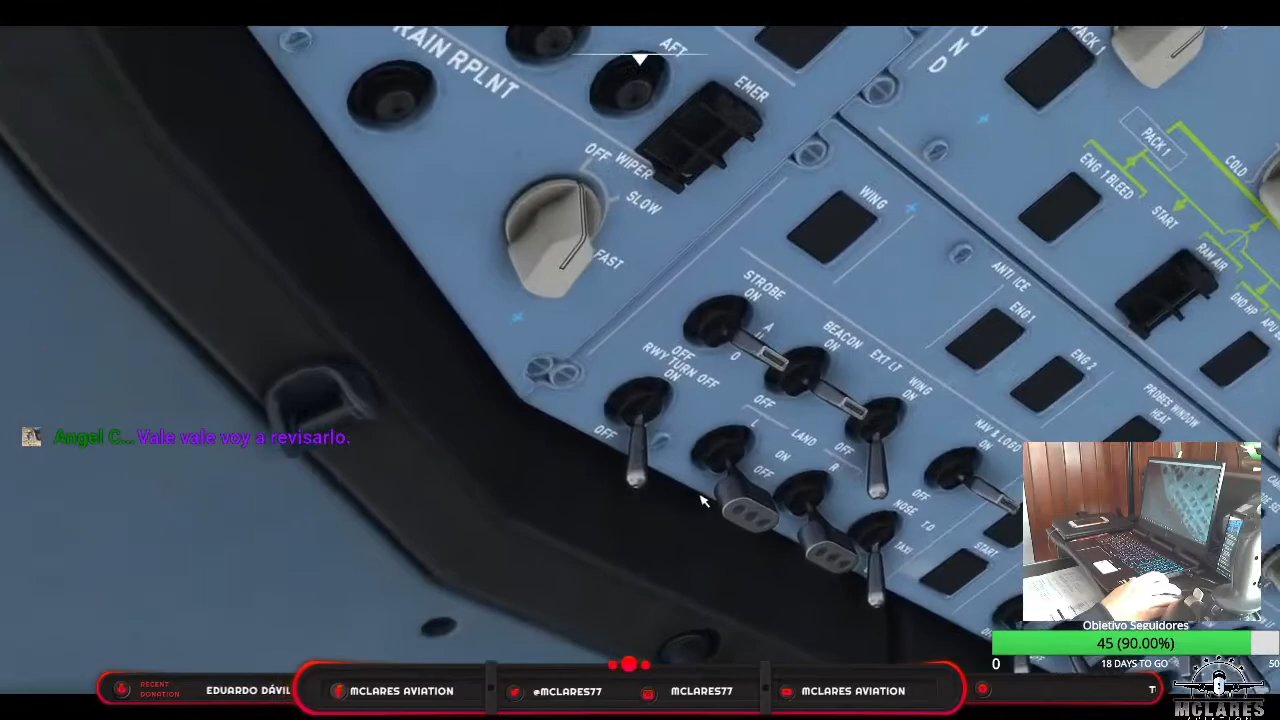 RAIN RPLNT
AFT
EMER
PACK 1
OFF WIPER
SLOW
FAST
WING
PACK 1
COLD
ENG 1 BLEED
START
RAM AIR
GND HP
STROBE
ON
OFF
BEACON
ON
EXT LT
WING
ON
ANTI ICE
ENG 1
ENG 2
PROBES WINDOW
HEAT
RWY TURN OFF
ON
OFF
OFF
L LAND
ON
OFF
R
OFF
NAV & LOGO
ON
OFF
NOSE
T.O
TAXI
START
Angel C... Vale vale voy a revisarlo.
Objetivo Seguidores
45 (90.00%)
0 18 DAYS TO GO 50
RECENT
DONATION
EDUARDO DÁVIL
MCLARES AVIATION
@MCLARES77
MCLARES77
MCLARES AVIATION
MCLARES